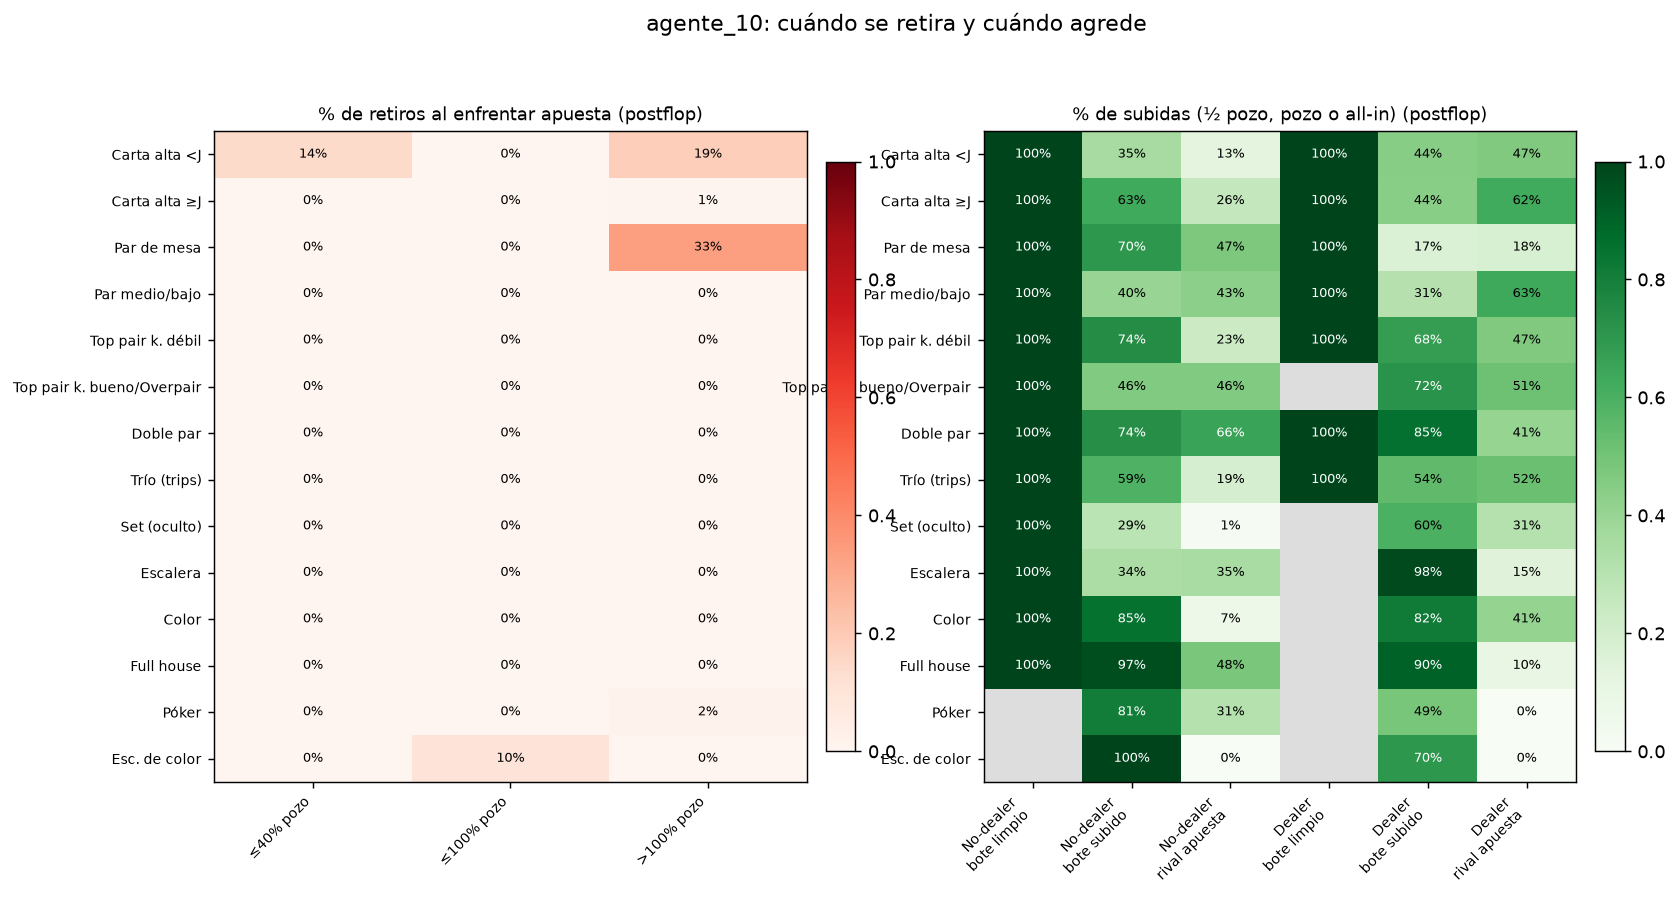 agente_10: cuándo se retira y cuándo agrede
% de retiros al enfrentar apuesta (postflop)
Carta alta <J 14% 0% 19%
Carta alta ≥J 0% 0% 1%
Par de mesa 0% 0% 33%
Par medio/bajo 0% 0% 0%
Top pair k. débil 0% 0% 0%
Top pair k. bueno/Overpair 0% 0% 0%
Doble par 0% 0% 0%
Trío (trips) 0% 0% 0%
Set (oculto) 0% 0% 0%
Escalera 0% 0% 0%
Color 0% 0% 0%
Full house 0% 0% 0%
Póker 0% 0% 2%
Esc. de color 0% 10% 0%
≤40% pozo
≤100% pozo
>100% pozo
1.0
0.8
0.6
0.4
0.2
0.0
% de subidas (½ pozo, pozo o all-in) (postflop)
Carta alta <J 100% 35% 13% 100% 44% 47%
Carta alta ≥J 100% 63% 26% 100% 44% 62%
Par de mesa 100% 70% 47% 100% 17% 18%
Par medio/bajo 100% 40% 43% 100% 31% 63%
Top pair k. débil 100% 74% 23% 100% 68% 47%
Top pair k. bueno/Overpair 100% 46% 46% 72% 51%
Doble par 100% 74% 66% 100% 85% 41%
Trío (trips) 100% 59% 19% 100% 54% 52%
Set (oculto) 100% 29% 1% 60% 31%
Escalera 100% 34% 35% 98% 15%
Color 100% 85% 7% 82% 41%
Full house 100% 97% 48% 90% 10%
Póker 81% 31% 49% 0%
Esc. de color 100% 0% 70% 0%
No-dealer
bote limpio
No-dealer
bote subido
No-dealer
rival apuesta
Dealer
bote limpio
Dealer
bote subido
Dealer
rival apuesta
1.0
0.8
0.6
0.4
0.2
0.0